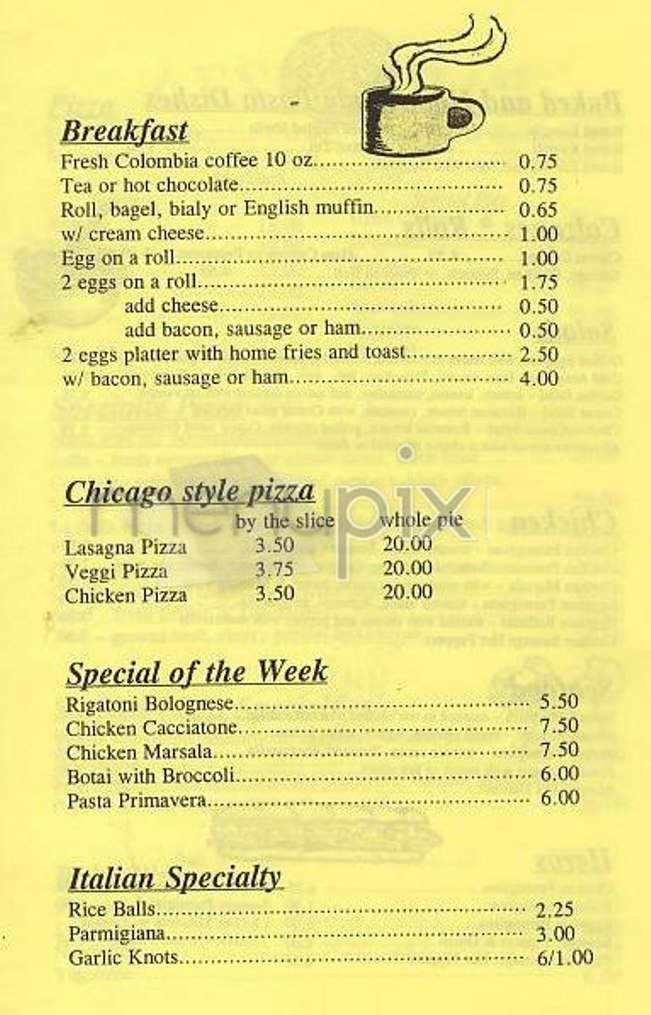 Breakfast
Fresh Colombia coffee 10 oz. 0.75
Tea or hot chocolate 0.75
Roll, bagel, bialy or English muffin 0.65
w/ cream cheese 1.00
Egg on a roll 1.00
2 eggs on a roll 1.75
add cheese 0.50
add bacon, sausage or ham 0.50
2 eggs platter with home fries and toast 2.50
w/ bacon, sausage or ham 4.00
Chicago style pizza
menupix
by the slice whole pie
Lasagna Pizza 3.50 20.00
Veggi Pizza 3.75 20.00
Chicken Pizza 3.50 20.00
Special of the Week
Rigatoni Bolognese 5.50
Chicken Cacciatone 7.50
Chicken Marsala 7.50
Botai with Broccoli 6.00
Pasta Primavera 6.00
Italian Specialty
Rice Balls 2.25
Parmigiana 3.00
Garlic Knots 6/1.00